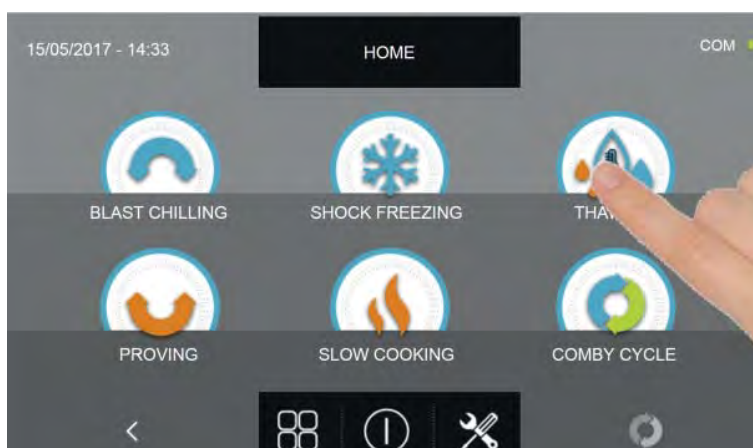 15/05/2017 - 14:33
HOME
COM
BLAST CHILLING
SHOCK FREEZING
PROVING
SLOW COOKING
COMBY CYCLE